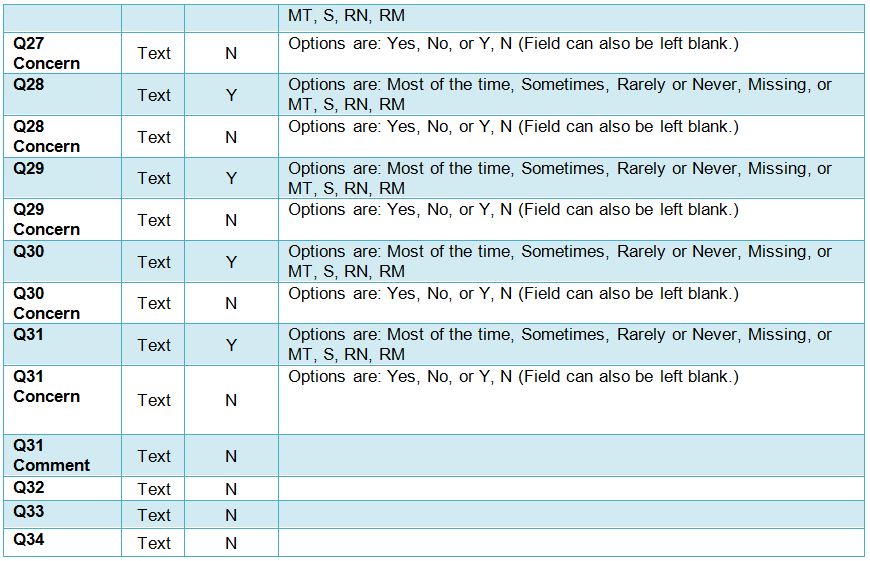 MT, S, RN, RM
Q27
Concern
Text
N
Options are: Yes, No, or Y, N (Field can also be left blank.)
Q28
Text
Y
Options are: Most of the time, Sometimes, Rarely or Never, Missing, or
MT, S, RN, RM
Q28
Concern
Text
N
Options are: Yes, No, or Y, N (Field can also be left blank.)
Q29
Text
Y
Options are: Most of the time, Sometimes, Rarely or Never, Missing, or
MT, S, RN, RM
Q29
Concern
Text
N
Options are: Yes, No, or Y, N (Field can also be left blank.)
Q30
Text
Y
Options are: Most of the time, Sometimes, Rarely or Never, Missing, or
MT, S, RN, RM
Q30
Concern
Text
N
Options are: Yes, No, or Y, N (Field can also be left blank.)
Q31
Text
Y
Options are: Most of the time, Sometimes, Rarely or Never, Missing, or
MT, S, RN, RM
Q31
Concern
Text
N
Options are: Yes, No, or Y, N (Field can also be left blank.)
Q31
Comment
Text
N
Q32
Text
N
Q33
Text
N
Q34
Text
N